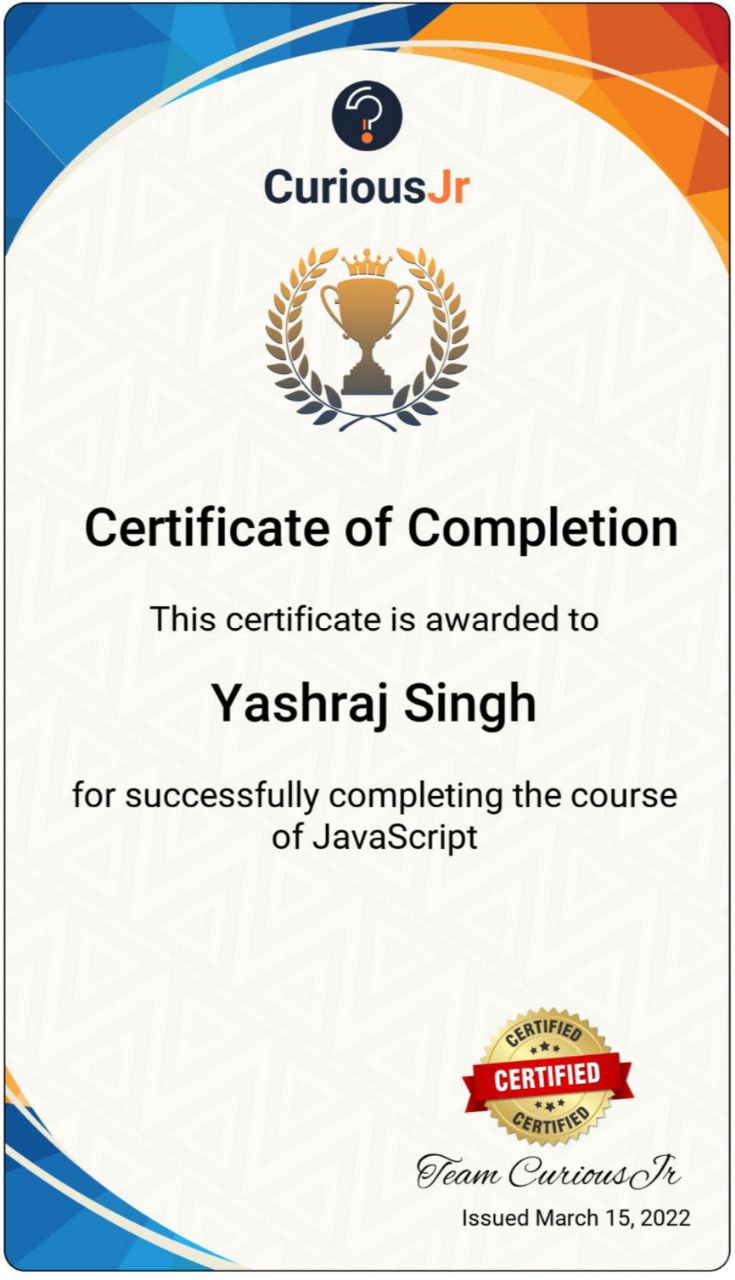 CuriousJr
Certificate of Completion
This certificate is awarded to
Yashraj Singh
for successfully completing the course
of JavaScript
CERTIFIED
CERTIFIED
CERTIFIED
Team CuriousJr
Issued March 15, 2022